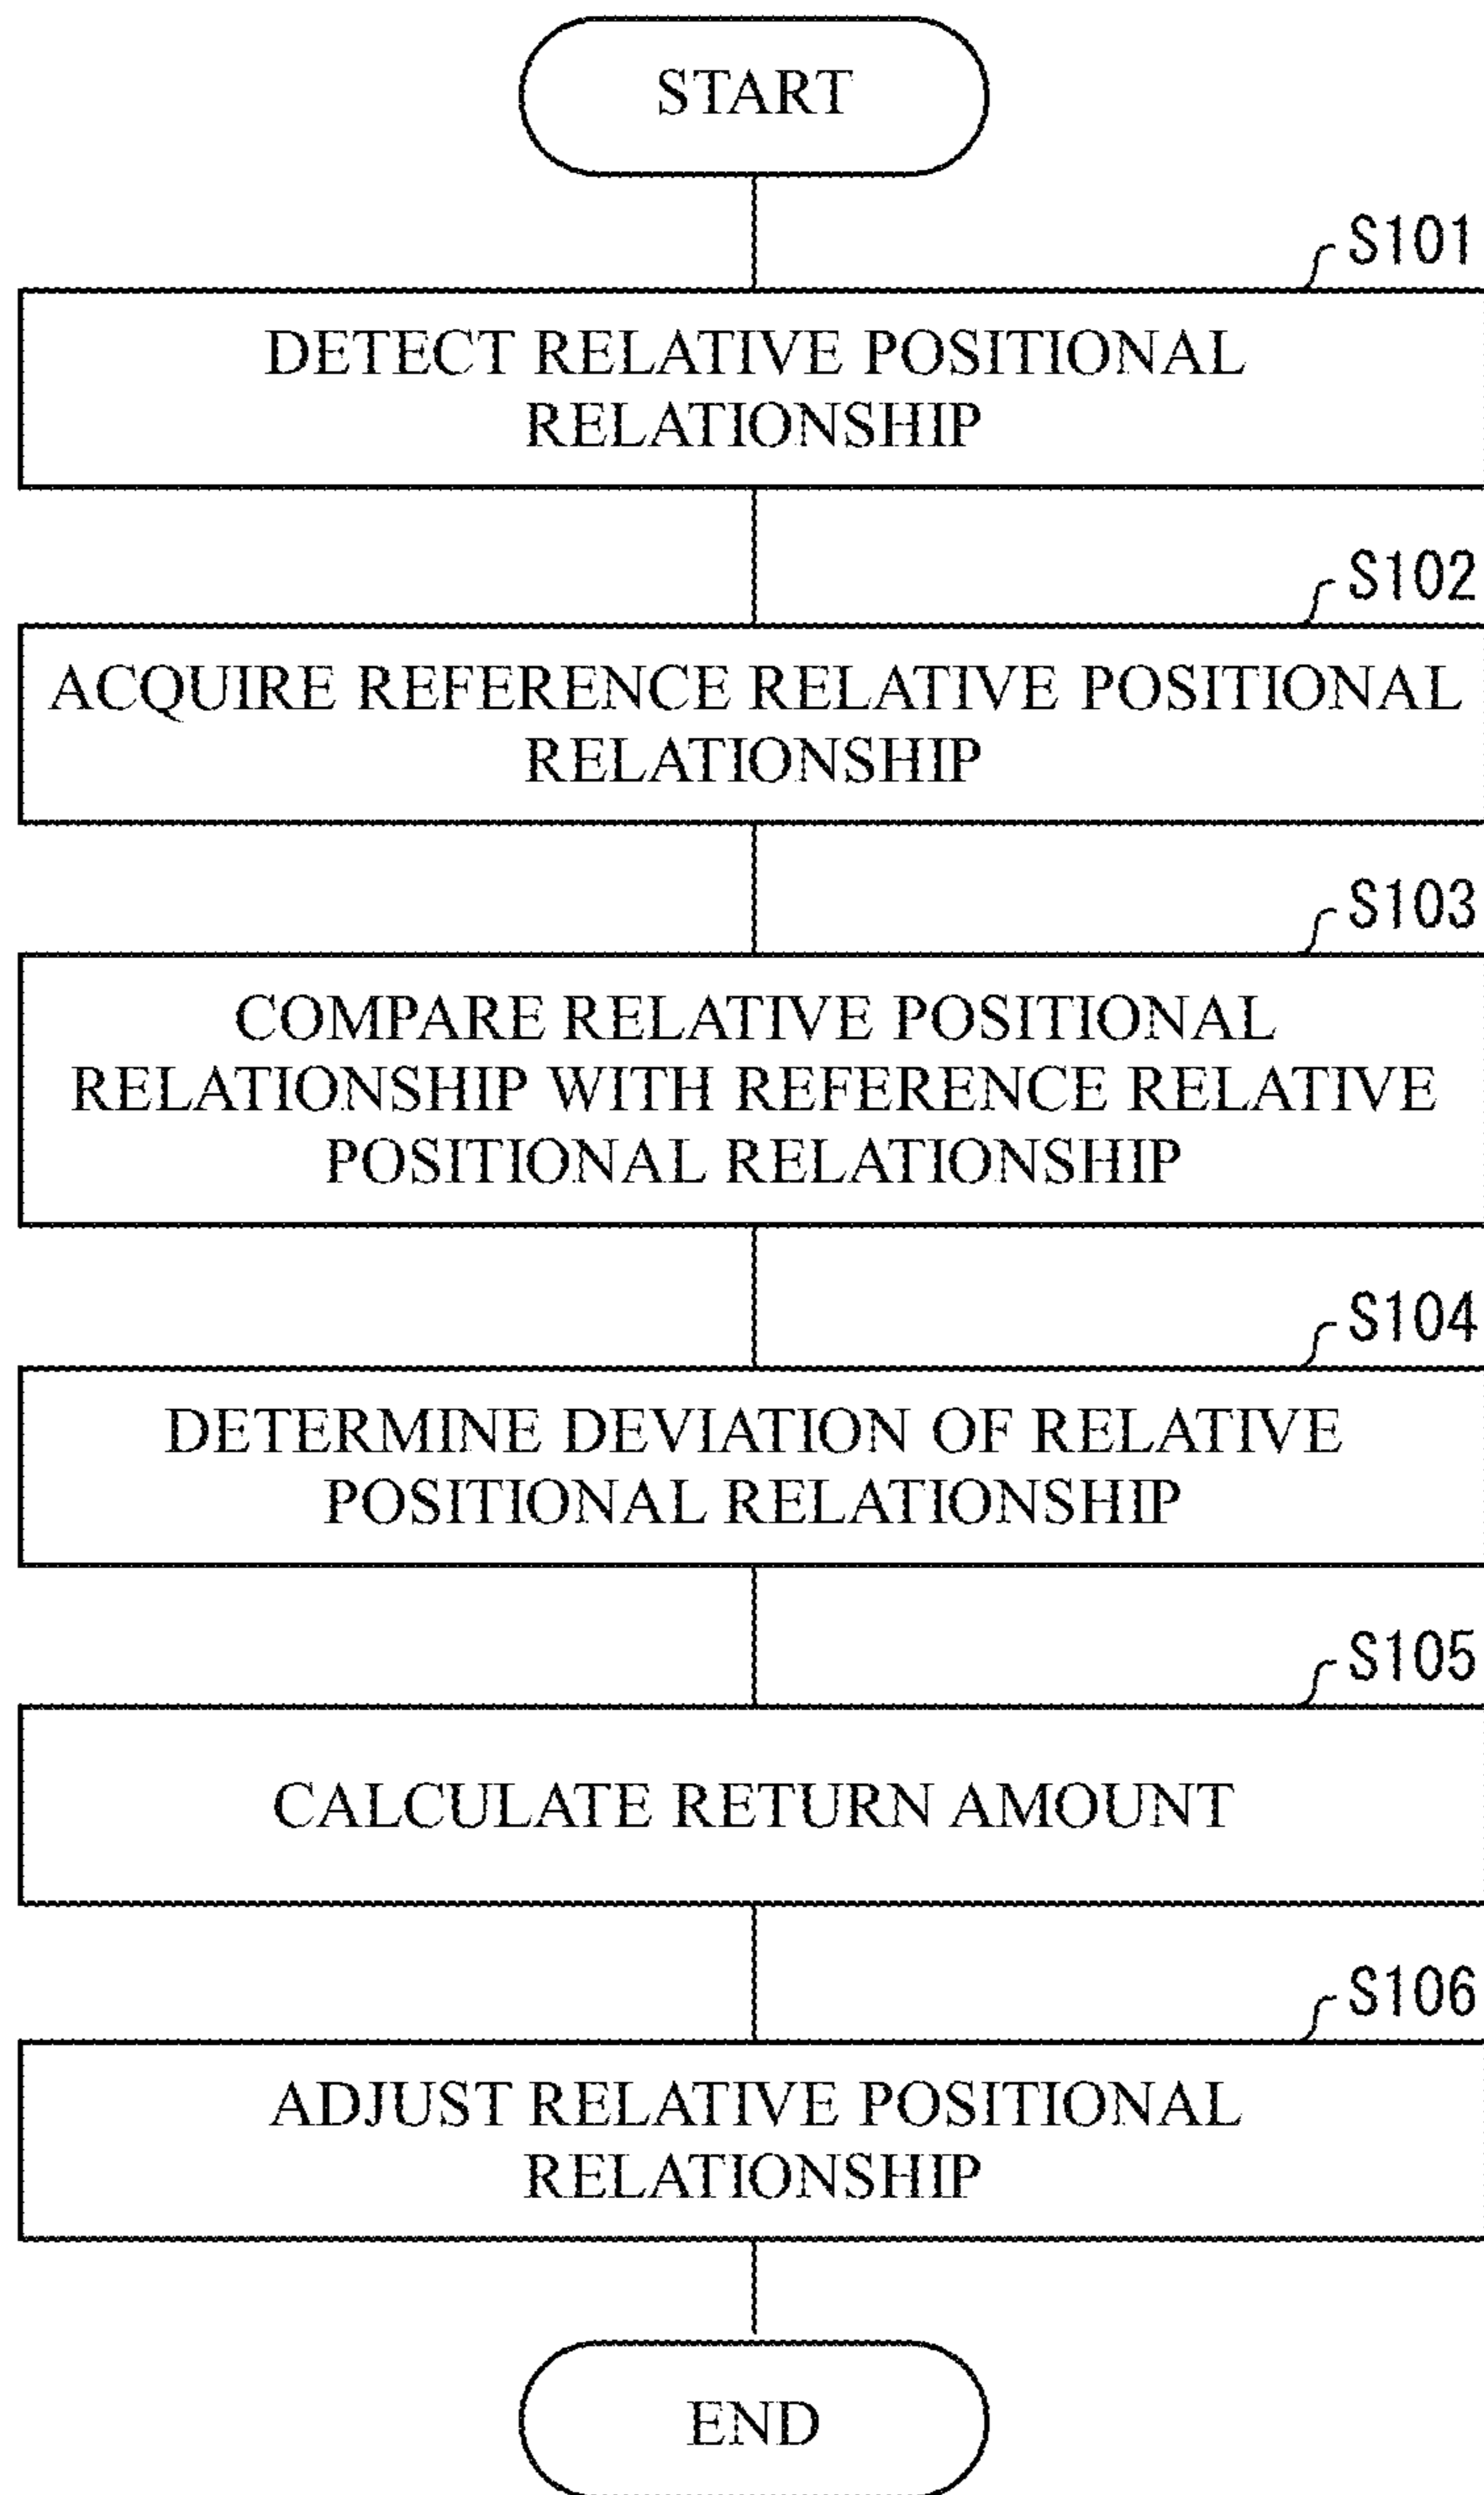 START
S101
DETECT RELATIVE POSITIONAL
RELATIONSHIP
S102
ACQUIRE REFERENCE RELATIVE POSITIONAL
RELATIONSHIP
S103
COMPARE RELATIVE POSITIONAL
RELATIONSHIP WITH REFERENCE RELATIVE
POSITIONAL RELATIONSHIP
S104
DETERMINE DEVIATION OF RELATIVE
POSITIONAL RELATIONSHIP
S105
CALCULATE RETURN AMOUNT
S106
ADJUST RELATIVE POSITIONAL
RELATIONSHIP
END